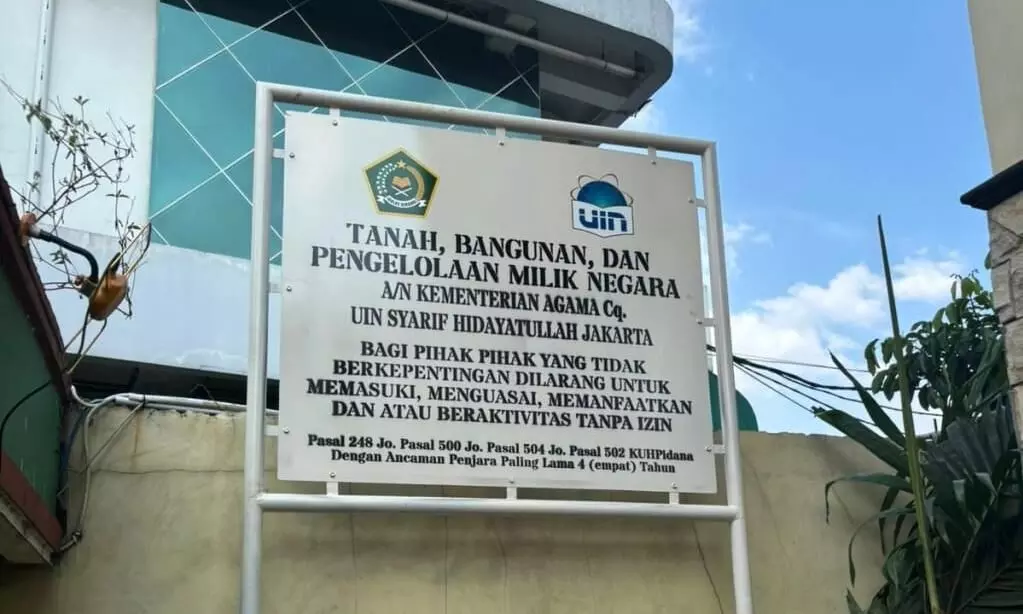 uin
TANAH, BANGUNAN, DAN
PENGELOLAAN MILIK NEGARA
A/N KEMENTERIAN AGAMA Cq.
UIN SYARIF HIDAYATULLAH JAKARTA
BAGI PIHAK PIHAK YANG TIDAK
BERKEPENTINGAN DILARANG UNTUK
MEMASUKI, MENGUASAI, MEMANFAATKAN
DAN ATAU BERAKTIVITAS TANPA IZIN
Pasal 248 Jo. Pasal 500 Jo. Pasal 504 Jo. Pasal 502 KUHPidana
Dengan Ancaman Penjara Paling Lama 4 (empat) Tahun